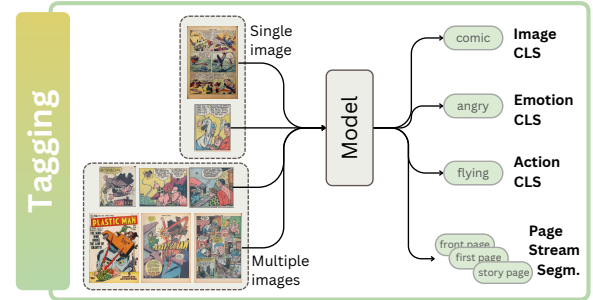 Tagging
Single
image
Multiple
images
PLASTIC MAN
Model
comic
Image
CLS
angry
Emotion
CLS
flying
Action
CLS
front page
first page
story page
Page
Stream
Segm.